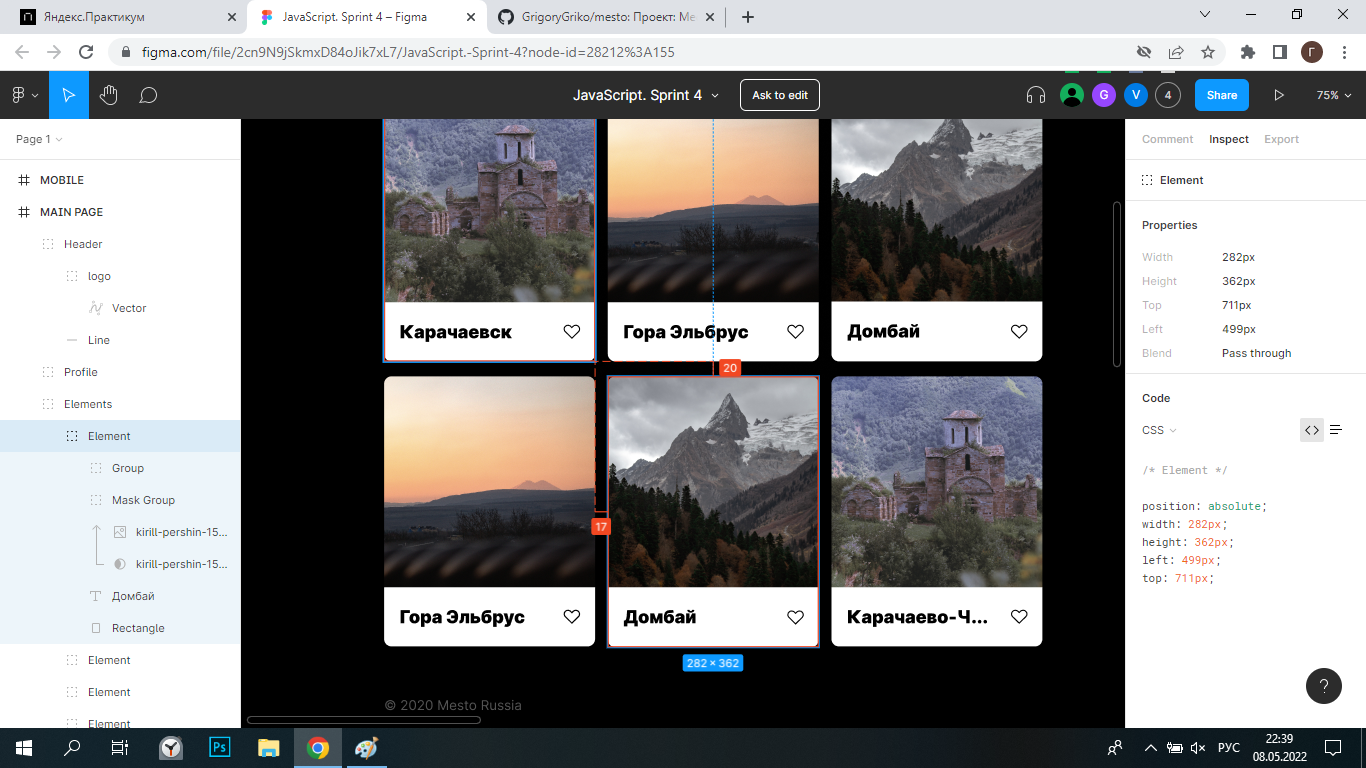 Яндекс.Практикум
JavaScript. Sprint 4 – Figma
GrigoryGriko/mesto: Проект: Ме
figma.com/file/2cn9N9jSkmxD84oJik7xL7/JavaScript.-Sprint-4?node-id=28212%3A155
Г
JavaScript. Sprint 4
Ask to edit
G
V
4
Share
75%
Page 1
MOBILE
MAIN PAGE
Header
logo
Vector
Line
Profile
Elements
Element
Group
Mask Group
kirill-pershin-15...
kirill-pershin-15...
Домбай
Rectangle
Element
Element
Element
Карачаевск
Гора Эльбрус
Домбай
20
17
Гора Эльбрус
Домбай
Карачаево-Ч...
282 × 362
© 2020 Mesto Russia
Comment Inspect Export
Element
Properties
Width 282px
Height 362px
Top 711px
Left 499px
Blend Pass through
Code
CSS
/* Element */
position: absolute;
width: 282px;
height: 362px;
left: 499px;
top: 711px;
?
Ps
РУС
22:39
08.05.2022